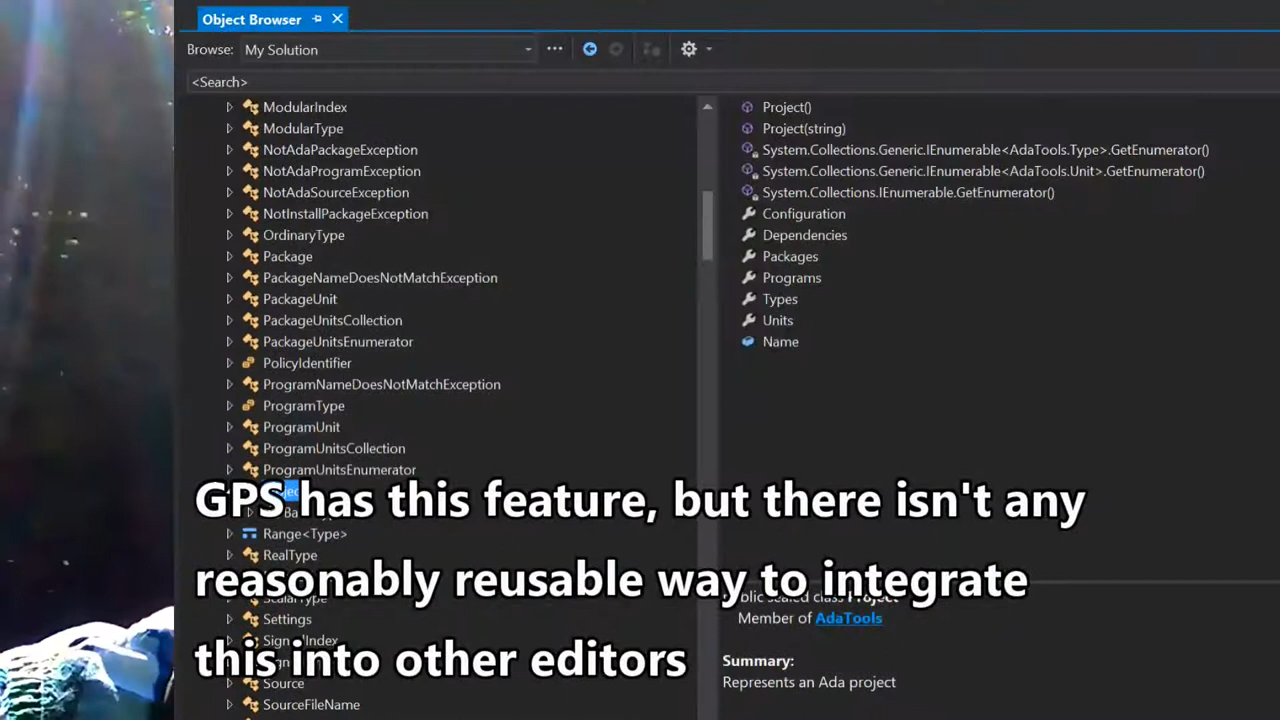 Object Browser
Browse: My Solution
<Search>
ModularIndex
ModularType
NotAdaPackageException
NotAdaProgramException
NotAdaSourceException
NotInstallPackageException
OrdinaryType
Package
PackageNameDoesNotMatchException
PackageUnit
PackageUnitsCollection
PackageUnitsEnumerator
PolicyIdentifier
ProgramNameDoesNotMatchException
ProgramType
ProgramUnit
ProgramUnitsCollection
ProgramUnitsEnumerator
Range<Type>
RealType
Settings
Source
SourceFileName
Project()
Project(string)
System.Collections.Generic.IEnumerable<AdaTools.Type>.GetEnumerator()
System.Collections.Generic.IEnumerable<AdaTools.Unit>.GetEnumerator()
System.Collections.IEnumerable.GetEnumerator()
Configuration
Dependencies
Packages
Programs
Types
Units
Name
public sealed class Project
Member of AdaTools
Summary:
Represents an Ada project
GPS has this feature, but there isn't any
reasonably reusable way to integrate
this into other editors